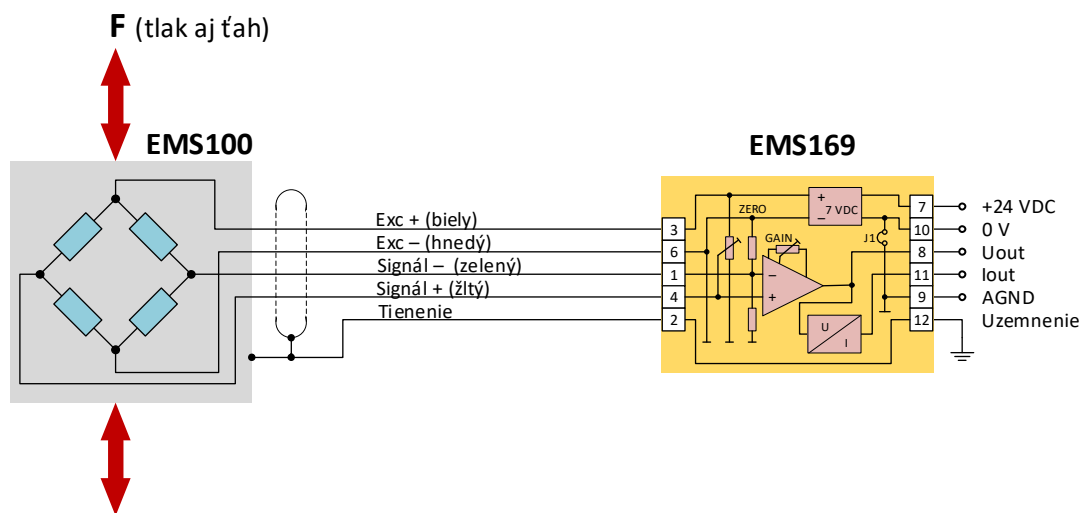 F (tlak aj ťah)
EMS100
EMS169
Exc + (biely)
Exc – (hnedý)
Signál – (zelený)
Signál + (žltý)
Tienenie
3
6
1
4
2
ZERO
GAIN
+
–
7 VDC
J1
–
+
U
I
7
10
8
11
9
12
+24 VDC
0 V
Uout
Iout
AGND
Uzemnenie